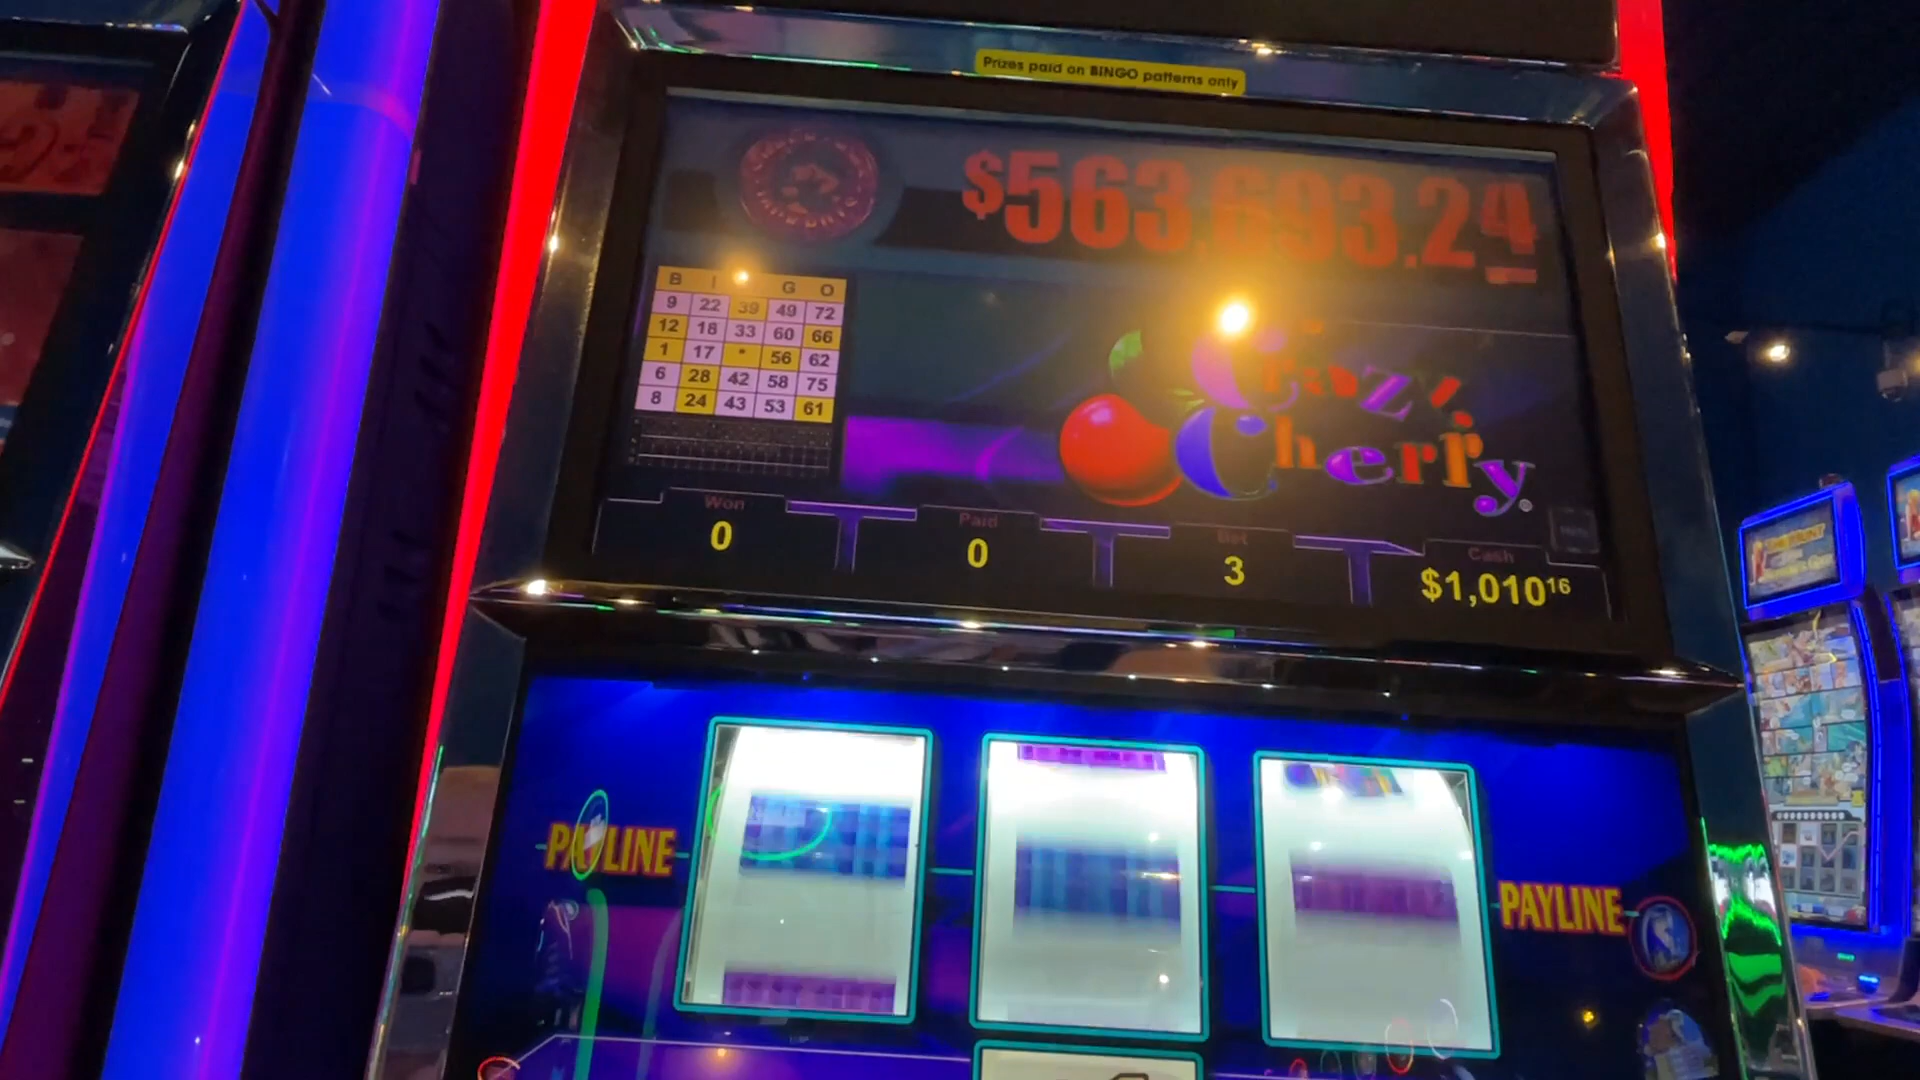 Prizes paid on BINGO patterns only
$563,693.24
B I G O
9 22 39 49 72
12 18 33 60 66
1 17 * 56 62
6 28 42 58 75
8 24 43 53 61
Crazy
Cherry
Won
0
Paid
0
Bet
3
Cash
$1,010¹⁶
PAYLINE
PAYLINE